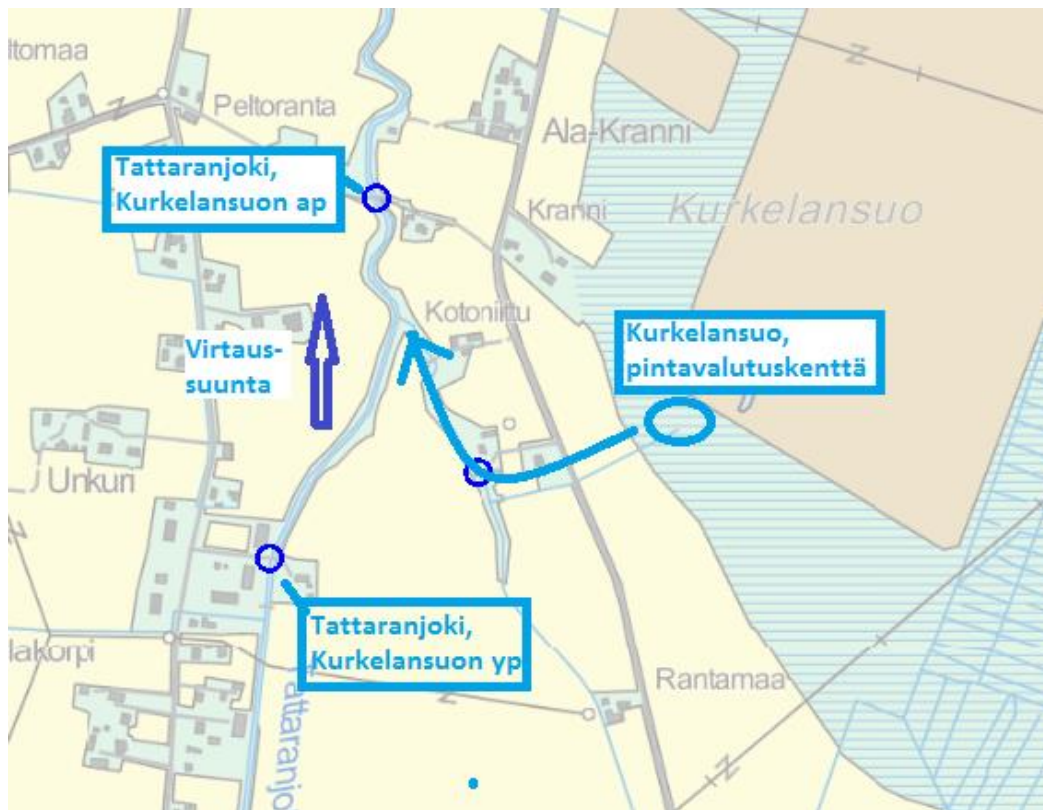 ltomaa
Peltoranta
Ala-Kranni
Tattaranjoki,
Kurkelansuon ap
Kranni
Kurkelansuo
Kotoniittu
Virtaus-
suunta
Kurkelansuo,
pintavalutuskenttä
Unkuri
Tattaranjoki,
Kurkelansuon yp
lakorpi
Rantamaa
attaranjo